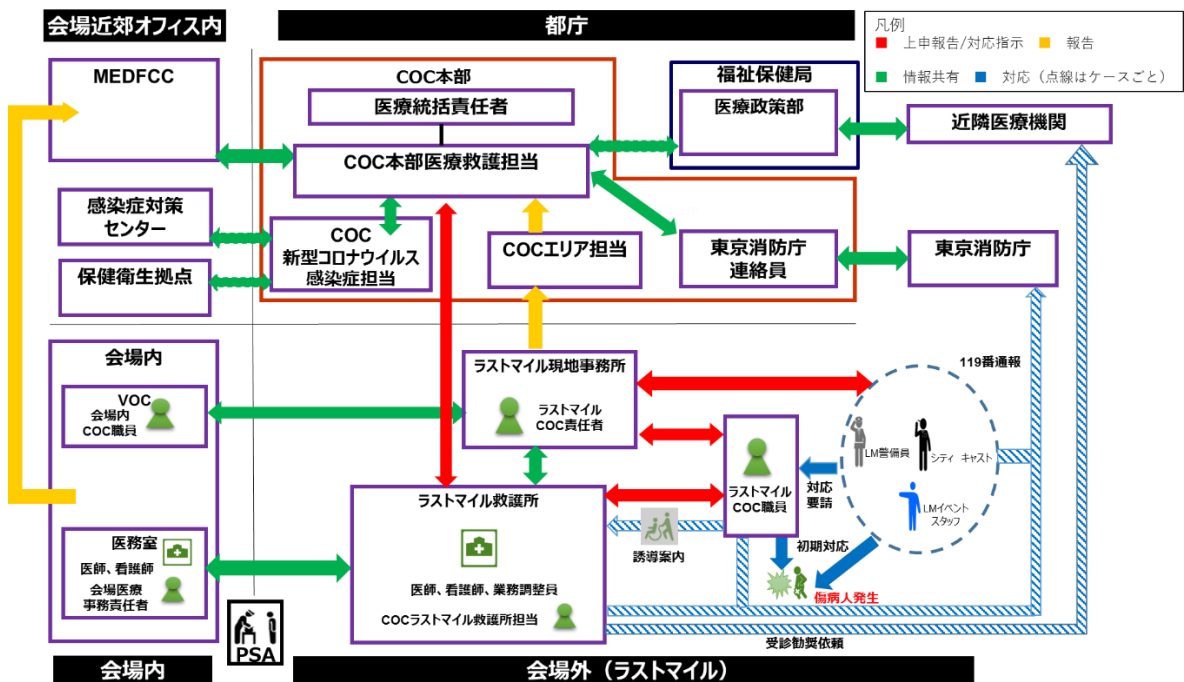 会場近郊オフィス内
都庁
凡例
上申報告/対応指示
報告
情報共有
対応（点線はケースごと）
MEDFCC
COC本部
医療統括責任者
COC本部医療救護担当
福祉保健局
医療政策部
近隣医療機関
感染症対策
センター
保健衛生拠点
COC
新型コロナウイルス
感染症担当
COCエリア担当
東京消防庁
連絡員
東京消防庁
会場内
VOC
会場内
COC職員
ラストマイル現地事務所
ラストマイル
COC責任者
119番通報
LM警備員
シティ キャスト
LMイベント
スタッフ
ラストマイル
COC職員
対応
要請
ラストマイル救護所
医師、看護師、業務調整員
COCラストマイル救護所担当
誘導案内
初期対応
傷病人発生
医務室
医師、看護師
会場医療
事務責任者
PSA
受診勧奨依頼
会場内
会場外（ラストマイル）